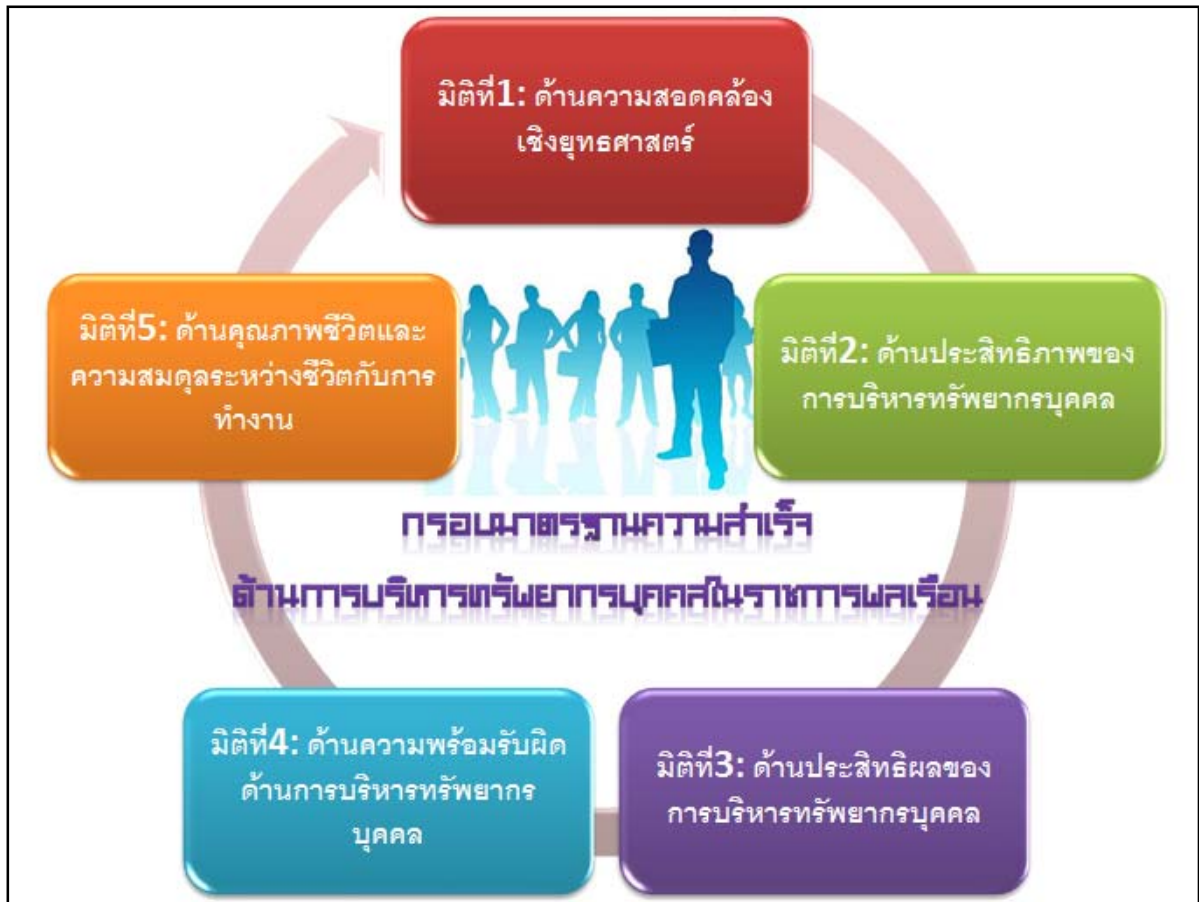 มิติที่1: ด้านความสอดคล้อง
เชิงยุทธศาสตร์
มิติที่2: ด้านประสิทธิภาพของ
การบริหารทรัพยากรบุคคล
มิติที่3: ด้านประสิทธิผลของ
การบริหารทรัพยากรบุคคล
มิติที่4: ด้านความพร้อมรับผิด
ด้านการบริหารทรัพยากร
บุคคล
มิติที่5: ด้านคุณภาพชีวิตและ
ความสมดุลระหว่างชีวิตกับการ
ทำงาน
กรอบมาตรฐานความสำเร็จ
ด้านการบริหารทรัพยากรบุคคลในราชการพลเรือน